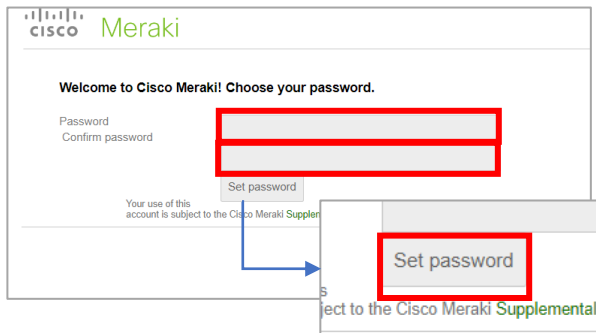 cisco Meraki
Welcome to Cisco Meraki! Choose your password.
Password
Confirm password
Set password
Your use of this
account is subject to the Cisco Meraki Supplem
Set password
s
ject to the Cisco Meraki Supplemental